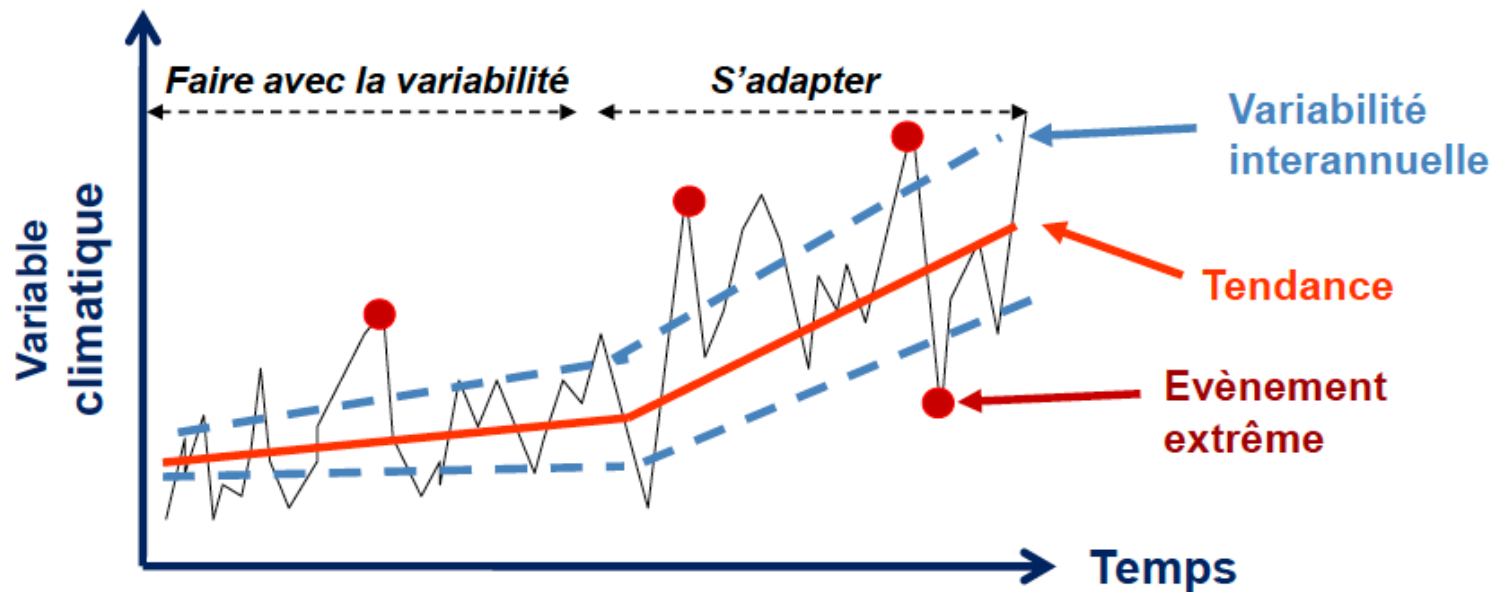 Faire avec la variabilité
S'adapter
Variabilité
interannuelle
Variable
climatique
Tendance
Evènement
extrême
Temps